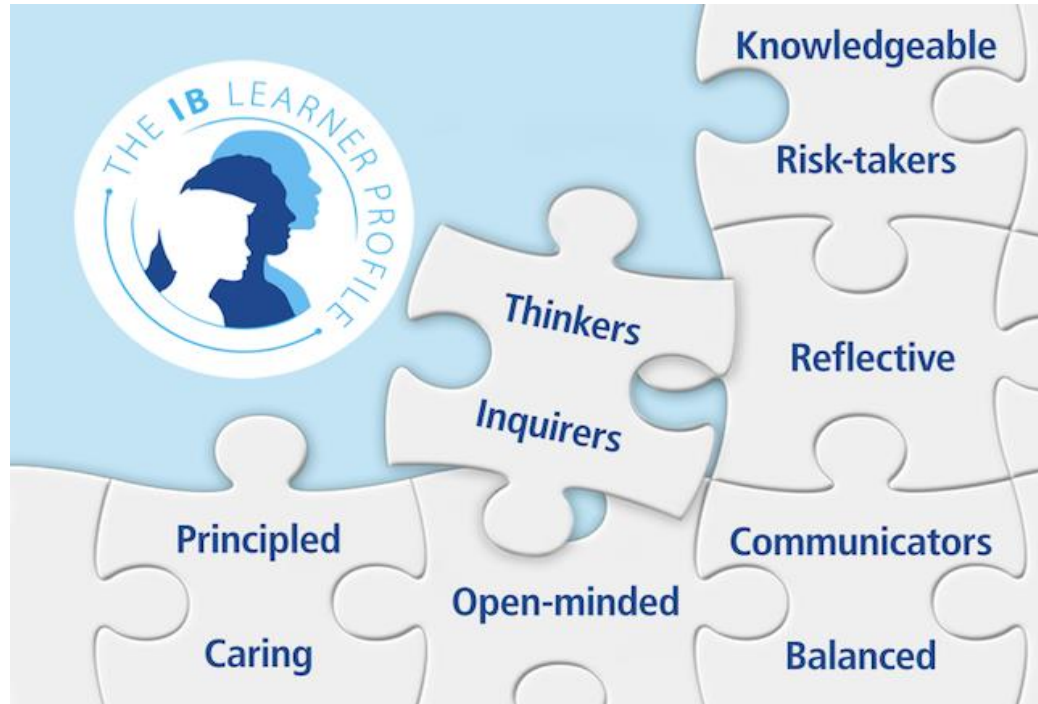 THE IB LEARNER PROFILE
Knowledgeable
Risk-takers
Thinkers
Inquirers
Reflective
Principled
Caring
Open-minded
Communicators
Balanced